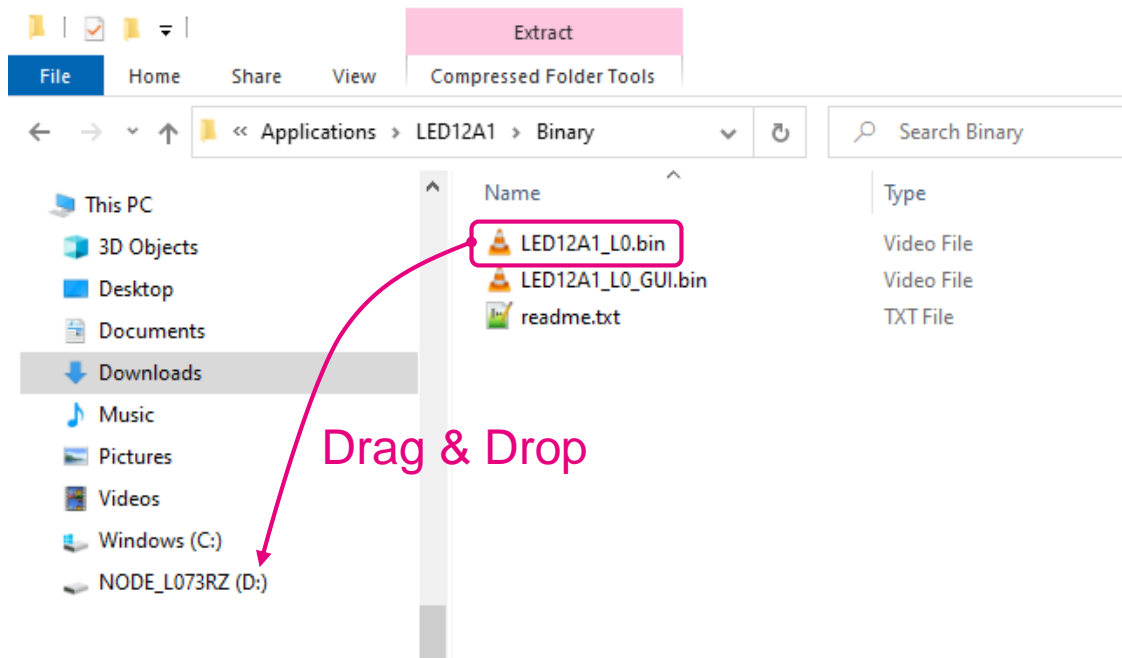 Extract
File Home Share View Compressed Folder Tools
« Applications > LED12A1 > Binary Search Binary
Name Type
This PC
3D Objects
Desktop
Documents
Downloads
Music
Pictures
Videos
Windows (C:)
NODE_L073RZ (D:)
LED12A1_L0.bin Video File
LED12A1_L0_GUI.bin Video File
readme.txt TXT File
Drag & Drop